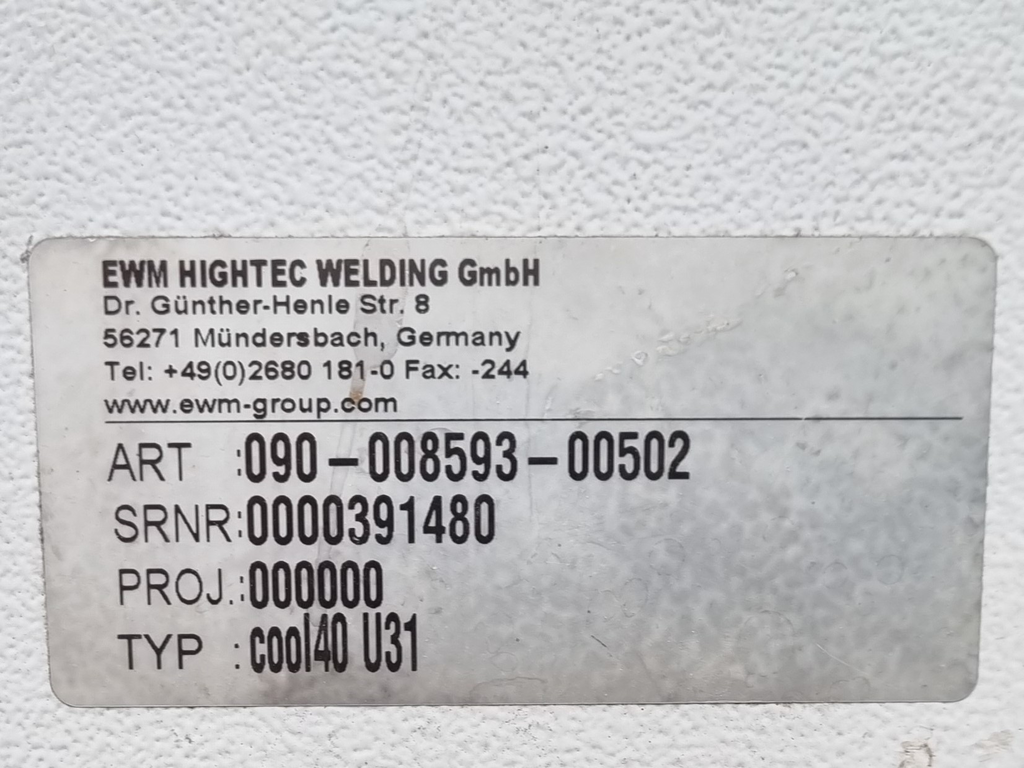 EWM HIGHTEC WELDING GmbH
Dr. Günther-Henle Str. 8
56271 Mündersbach, Germany
Tel: +49(0)2680 181-0 Fax: -244
www.ewm-group.com
ART :090-008593-00502
SRNR:0000391480
PROJ.:000000
TYP :cool40 U31